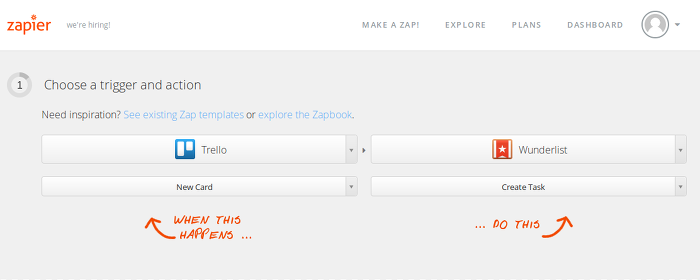 zapier we're hiring! MAKE A ZAP! EXPLORE PLANS DASHBOARD
1 Choose a trigger and action
Need inspiration? See existing Zap templates or explore the Zapbook.
Trello Wunderlist
New Card Create Task
WHEN THIS
HAPPENS ...
... DO THIS